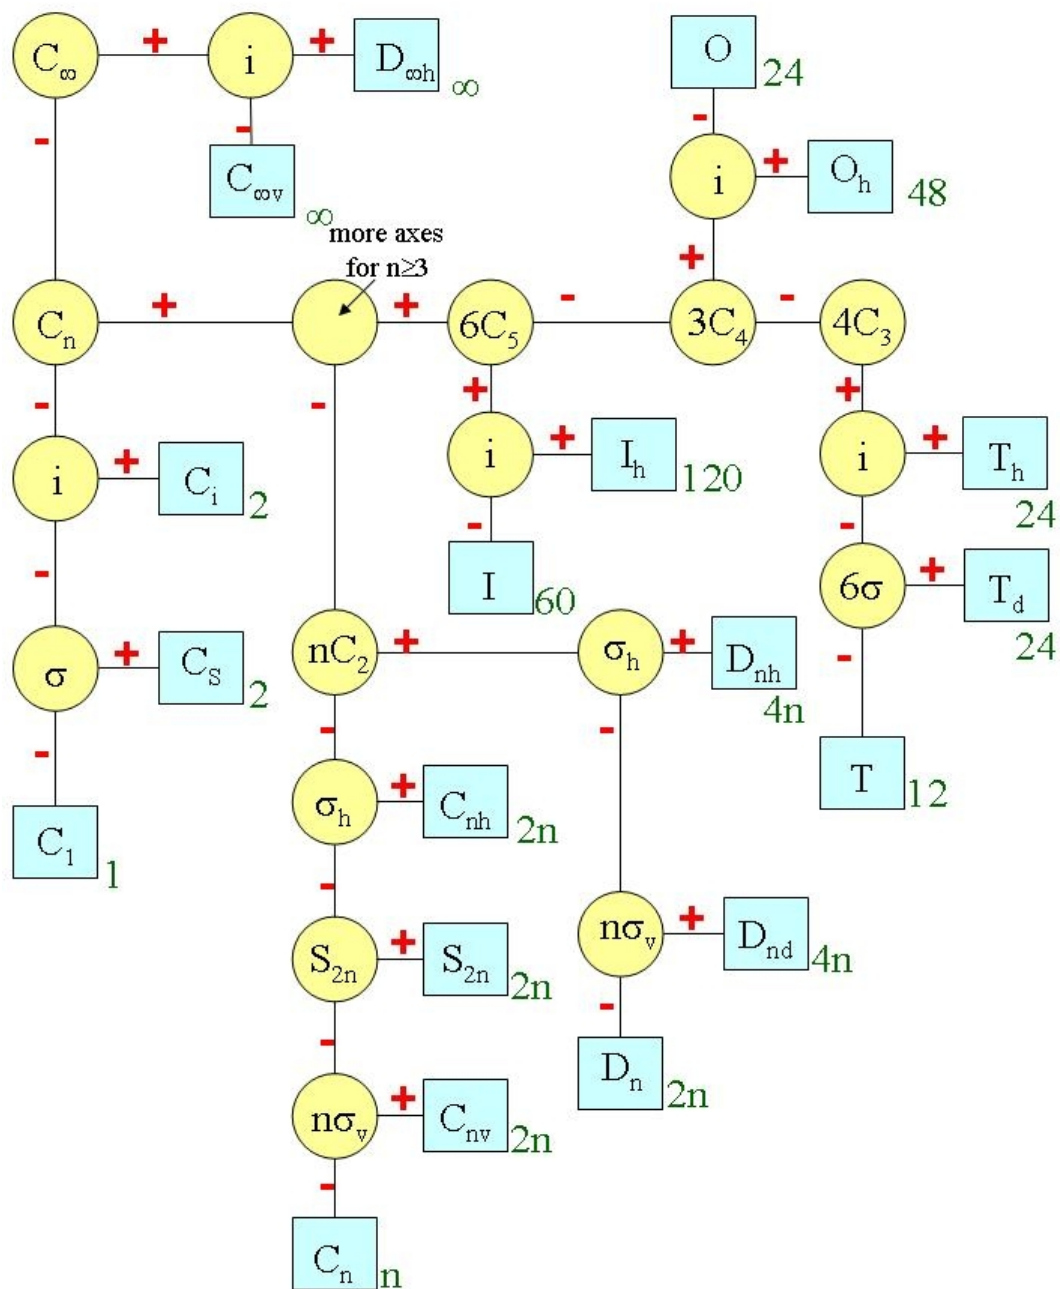 C∞ + i + D∞h ∞
O 24
-
- - i + Oh 48
C∞v ∞
more axes
for n≥3
+
Cn + + 6C5 - 3C4 - 4C3
- - + +
i + Ci 2
i + Ih 120
i + Th 24
- - -
I 60
6σ + Td 24
σ + CS 2
nC2 + σh + Dnh 4n
-
- - -
C1 1
T 12
σh + Cnh 2n
-
S2n + S2n 2n
nσv + Dnd 4n
- -
Dn 2n
nσv + Cnv 2n
-
Cn n